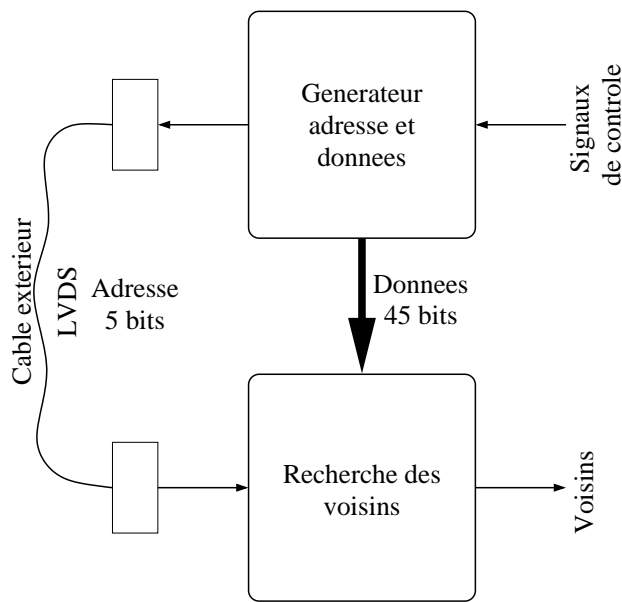 Generateur
adresse et
donnees
Signaux
de controle
Cable exterieur
LVDS
Adresse
5 bits
Donnees
45 bits
Recherche des
voisins
Voisins